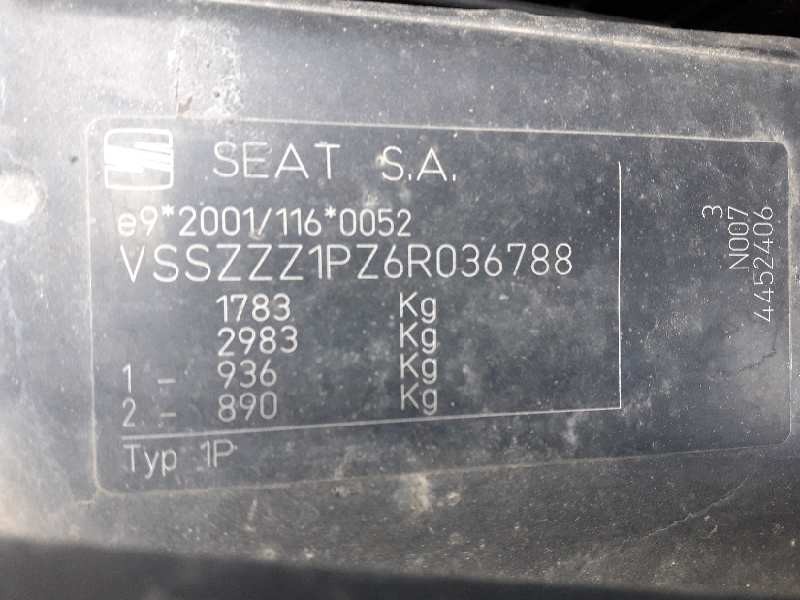 SEAT S.A.
e9*2001/116*0052
VSSZZZ1PZ6R036788
1783 Kg
2983 Kg
1 - 936 Kg
2 - 890 Kg
Typ 1P
3
N007
4452406